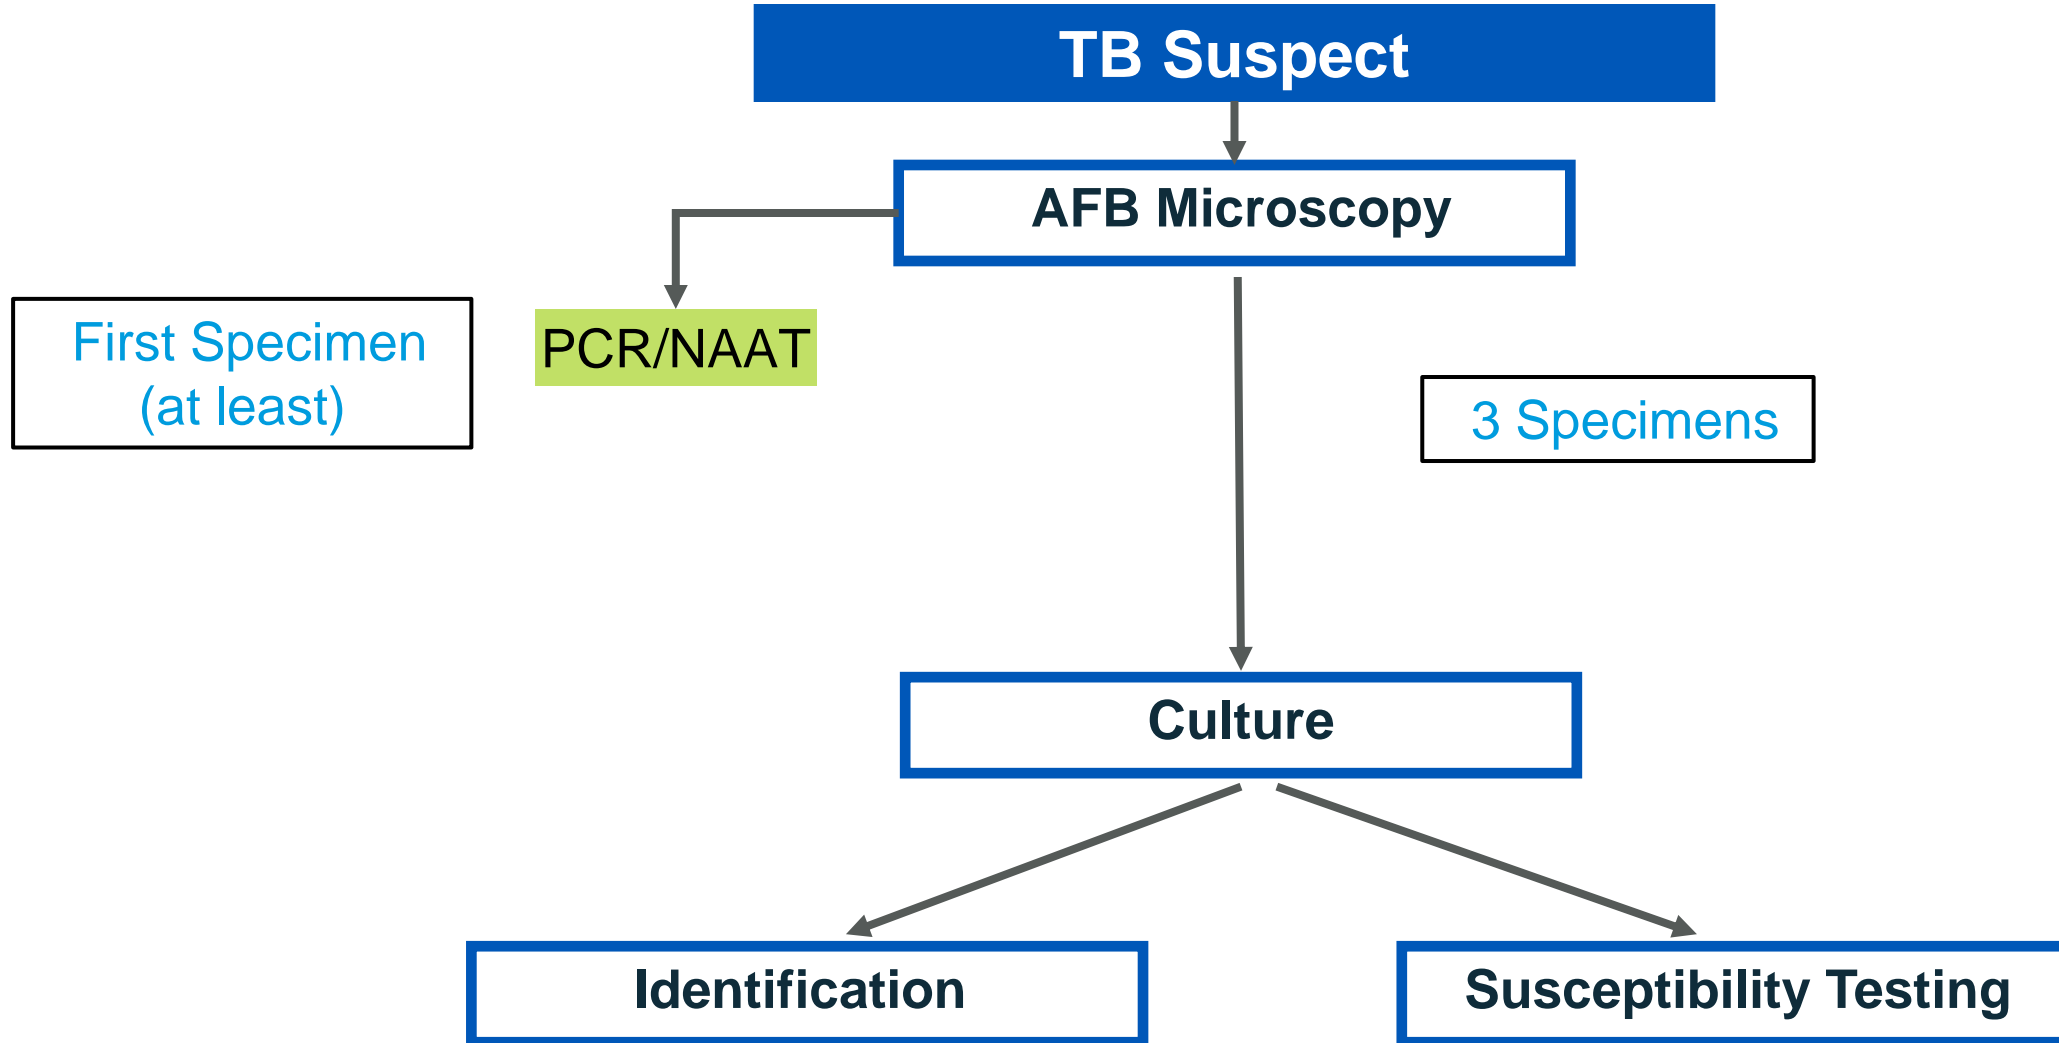 TB Suspect
AFB Microscopy
First Specimen
(at least)
PCR/NAAT
3 Specimens
Culture
Identification
Susceptibility Testing